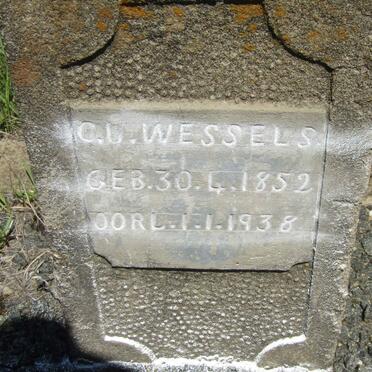 C.J. WESSELS.
GEB. 30.4.1852
OORL. 1.1.1938